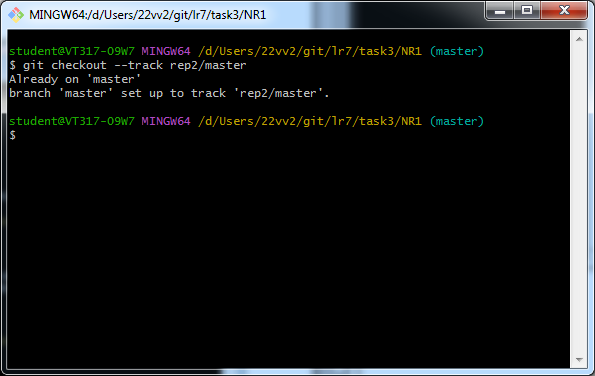 MINGW64:/d/Users/22vv2/git/lr7/task3/NR1
student@VT317-09W7 MINGW64 /d/Users/22vv2/git/lr7/task3/NR1 (master)
$ git checkout --track rep2/master
Already on 'master'
branch 'master' set up to track 'rep2/master'.
student@VT317-09W7 MINGW64 /d/Users/22vv2/git/lr7/task3/NR1 (master)
$